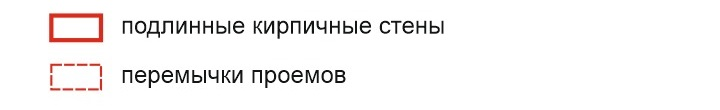 подлинные кирпичные стены
перемычки проемов